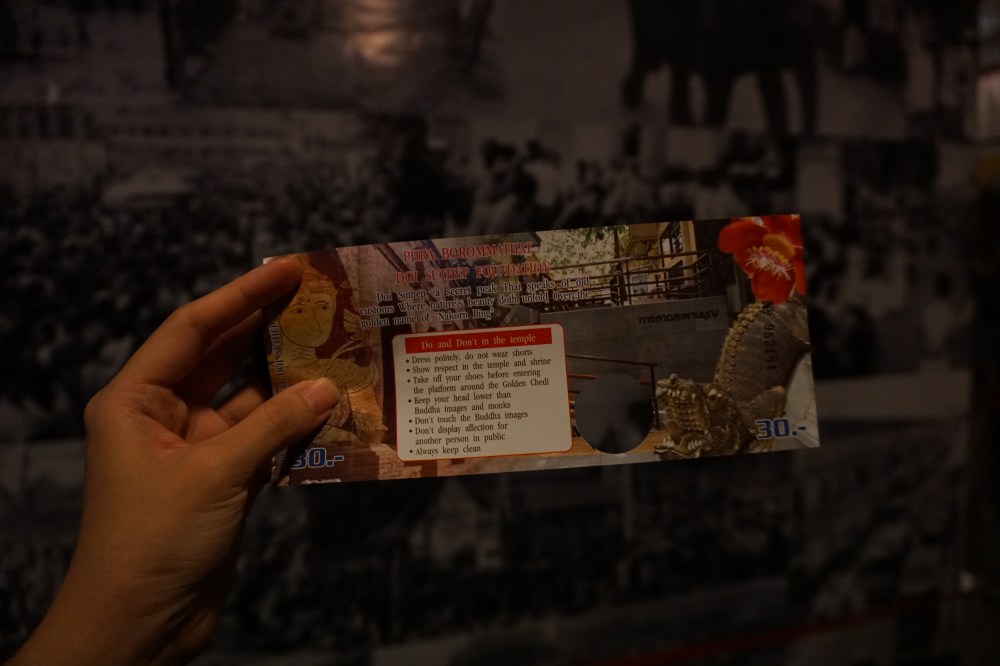 PHRA BOROMMATHAT
DOI SUTHEP FOUNDATION
Doi Suthep, a secret peak Thai speaks of old
customs Where nature's beauty doth unfold Over the
golden name of "Nakorn Ping"
Do and Don't in the temple
• Dress politely, do not wear shorts
• Show respect in the temple and shrine
• Take off your shoes before entering
the platform around the Golden Chedi
• Keep your head lower than
Buddha images and monks
• Don't touch the Buddha images
• Don't display affection for
another person in public
• Always keep clean
30.-
30.-